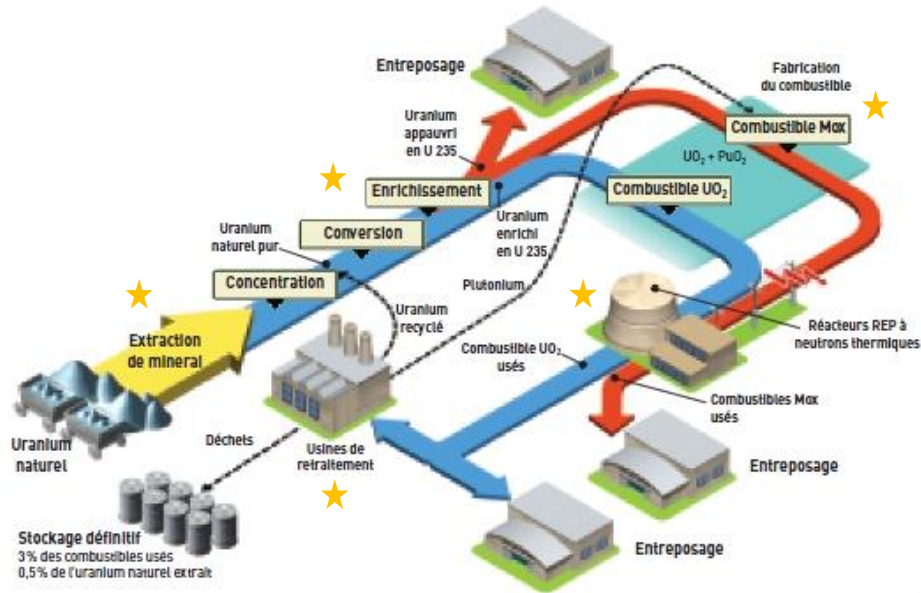 Entreposage
Fabrication
du combustible
Combustible Mox
Uranium
appauvri
en U 235
UO₂ + PuO₂
Enrichissement
Combustible UO₂
Uranium
naturel pur
Conversion
Uranium
enrichi
en U 235
Concentration
Plutonium
Uranium
recyclé
Extraction
de minerai
Réacteurs REP à
neutrons thermiques
Combustible UO₂
usés
Combustibles Mox
usés
Uranium
naturel
Déchets
Usines de
retraitement
Entreposage
Stockage définitif
3% des combustibles usés
0,5% de l'uranium naturel extrait
Entreposage